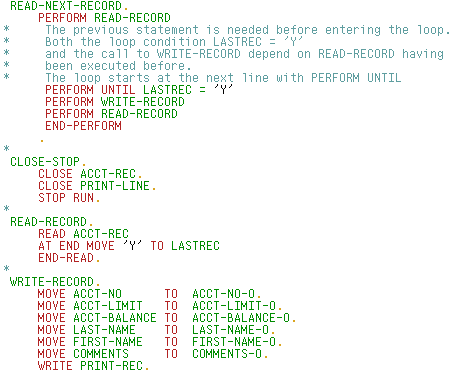 READ-NEXT-RECORD.
    PERFORM READ-RECORD
*     The previous statement is needed before entering the loop.
*     Both the loop condition LASTREC = 'Y'
*     and the call to WRITE-RECORD depend on READ-RECORD having
*     been executed before.
*     The loop starts at the next line with PERFORM UNTIL
     PERFORM UNTIL LASTREC = 'Y'
     PERFORM WRITE-RECORD
     PERFORM READ-RECORD
     END-PERFORM
    .
*
CLOSE-STOP.
    CLOSE ACCT-REC.
    CLOSE PRINT-LINE.
    STOP RUN.
*
READ-RECORD.
    READ ACCT-REC
    AT END MOVE 'Y' TO LASTREC
    END-READ.
*
WRITE-RECORD.
    MOVE ACCT-NO      TO  ACCT-NO-O.
    MOVE ACCT-LIMIT   TO  ACCT-LIMIT-O.
    MOVE ACCT-BALANCE TO  ACCT-BALANCE-O.
    MOVE LAST-NAME    TO  LAST-NAME-O.
    MOVE FIRST-NAME   TO  FIRST-NAME-O.
    MOVE COMMENTS     TO  COMMENTS-O.
    WRITE PRINT-REC.